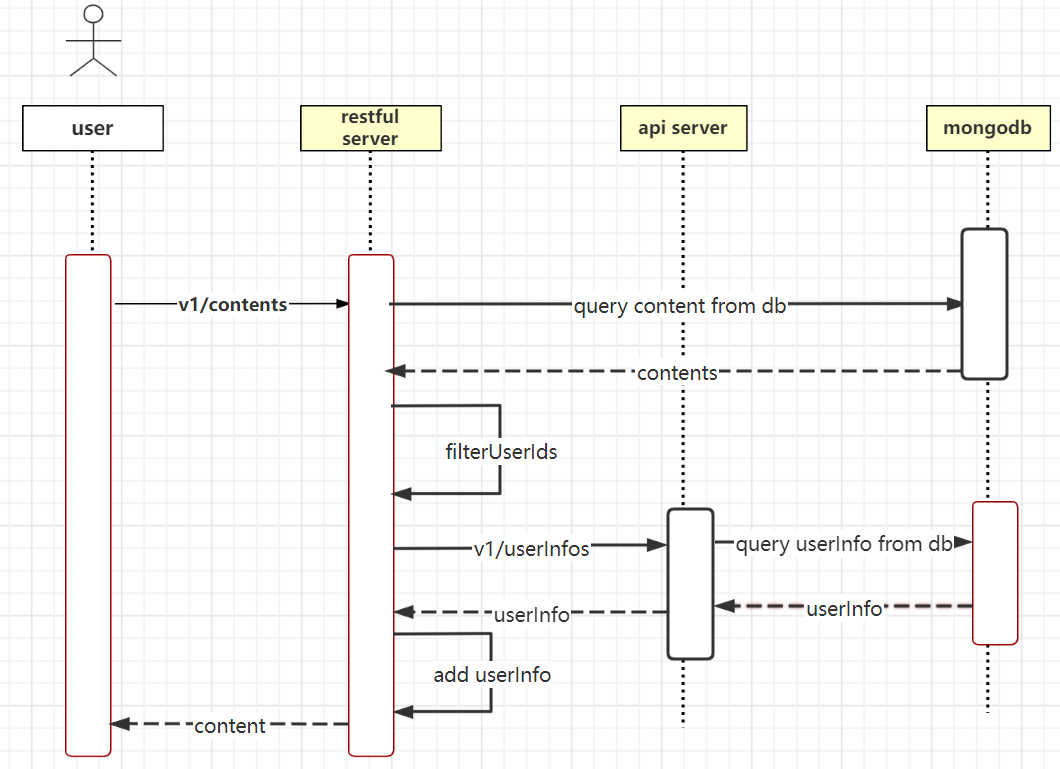 user
restful
server
api server
mongodb
v1/contents
query content from db
contents
filterUserIds
v1/userInfos
query userInfo from db
userInfo
userInfo
add userInfo
content